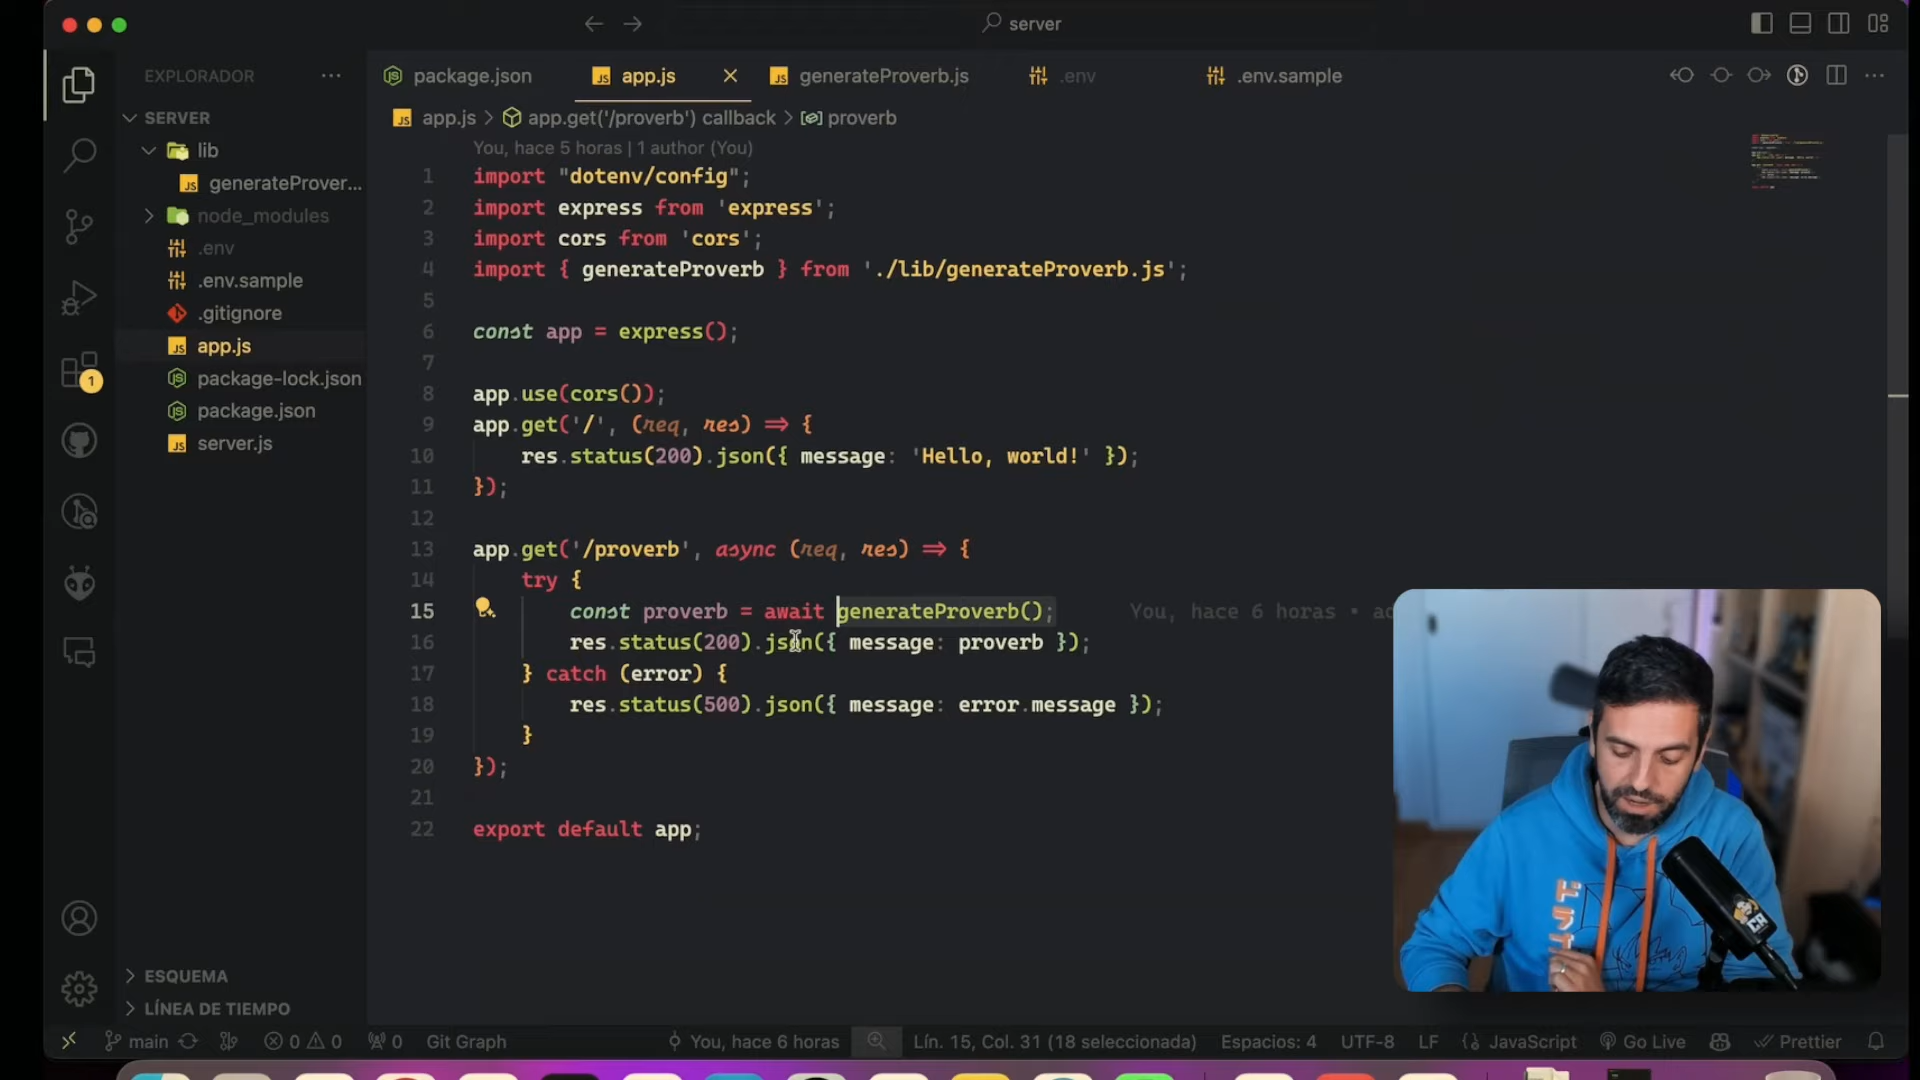 server
EXPLORADOR
SERVER
lib
generateProver...
node_modules
.env
.env.sample
.gitignore
app.js
package-lock.json
package.json
server.js
ESQUEMA
LÍNEA DE TIEMPO
package.json
app.js
generateProverb.js
.env
.env.sample
app.js > app.get('/proverb') callback > proverb
You, hace 5 horas | 1 author (You)
1 import "dotenv/config";
2 import express from 'express';
3 import cors from 'cors';
4 import { generateProverb } from './lib/generateProverb.js';
5
6 const app = express();
7
8 app.use(cors());
9 app.get('/', (req, res) => {
10 res.status(200).json({ message: 'Hello, world!' });
11 });
12
13 app.get('/proverb', async (req, res) => {
14 try {
15 const proverb = await generateProverb(); You, hace 6 horas •
16 res.status(200).json({ message: proverb });
17 } catch (error) {
18 res.status(500).json({ message: error.message });
19 }
20 });
21
22 export default app;
1
main 0 0 0 Git Graph You, hace 6 horas Lín. 15, Col. 31 (18 seleccionada) Espacios: 4 UTF-8 LF JavaScript Go Live Prettier